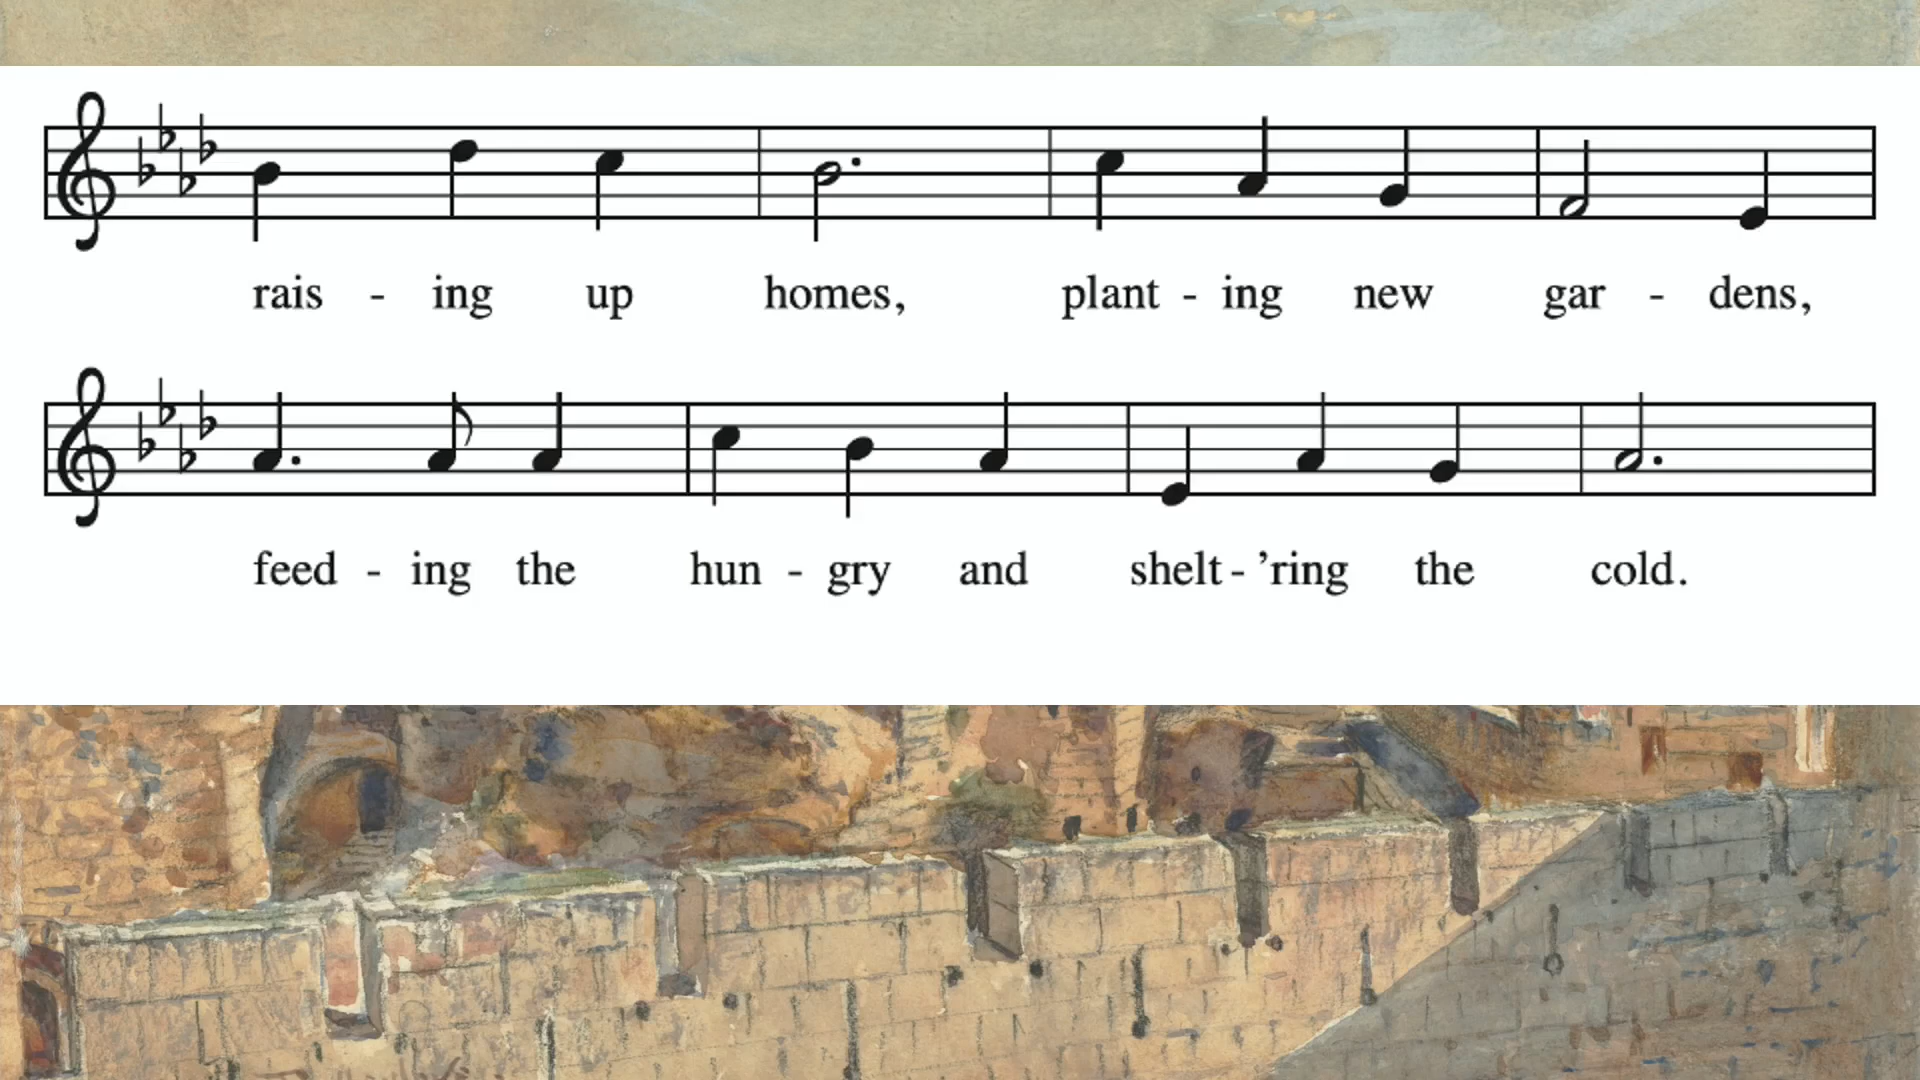 rais - ing up homes, plant - ing new gar - dens,
feed - ing the hun - gry and shelt - 'ring the cold.